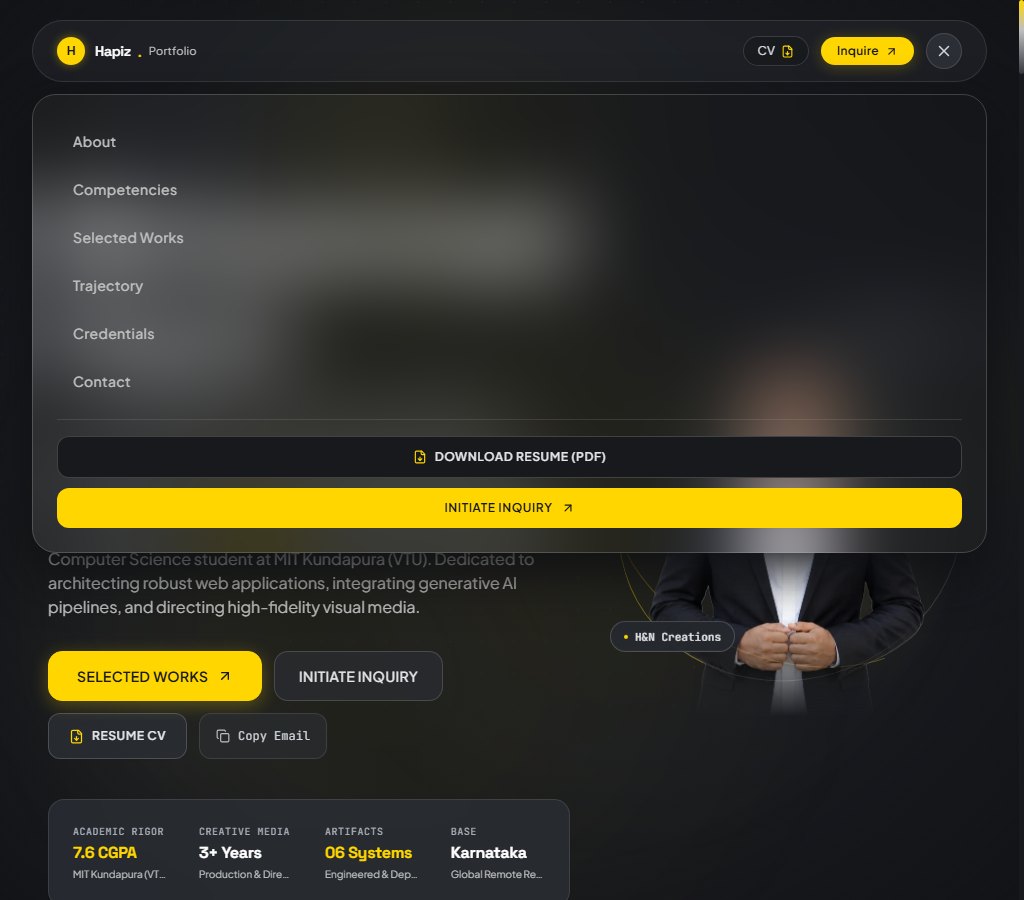 H Hapiz . Portfolio CV Inquire
About
Competencies
Selected Works
Trajectory
Credentials
Contact
DOWNLOAD RESUME (PDF)
INITIATE INQUIRY
Computer Science student at MIT Kundapura (VTU). Dedicated to
architecting robust web applications, integrating generative AI
pipelines, and directing high-fidelity visual media.
H&N Creations
SELECTED WORKS INITIATE INQUIRY
RESUME CV Copy Email
ACADEMIC RIGOR CREATIVE MEDIA ARTIFACTS BASE
7.6 CGPA 3+ Years 06 Systems Karnataka
MIT Kundapura (VT... Production & Dire... Engineered & Dep... Global Remote Re...